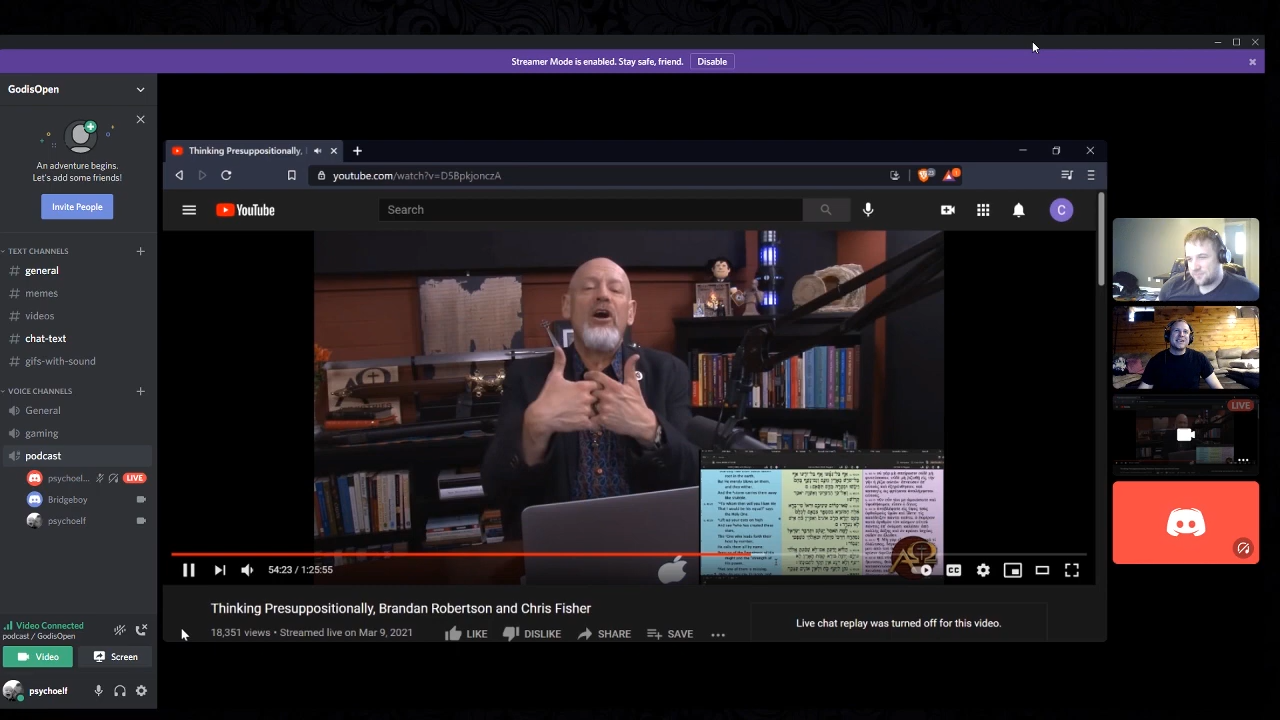 Streamer Mode is enabled. Stay safe, friend.
Disable
GodisOpen
An adventure begins.
Let's add some friends!
Invite People
TEXT CHANNELS
# general
# memes
# videos
# chat-text
# gifs-with-sound
VOICE CHANNELS
General
gaming
podcast
psychoel...
LIVE
Bridgeboy
psychoelf
Video Connected
podcast / GodisOpen
Video
Screen
psychoelf
Thinking Presuppositionally,
youtube.com/watch?v=D5BpkjonczA
YouTube
Search
C
54:23 / 1:25:55
CC
Thinking Presuppositionally, Brandan Robertson and Chris Fisher
18,351 views • Streamed live on Mar 9, 2021
LIKE
DISLIKE
SHARE
SAVE
Live chat replay was turned off for this video.
LIVE